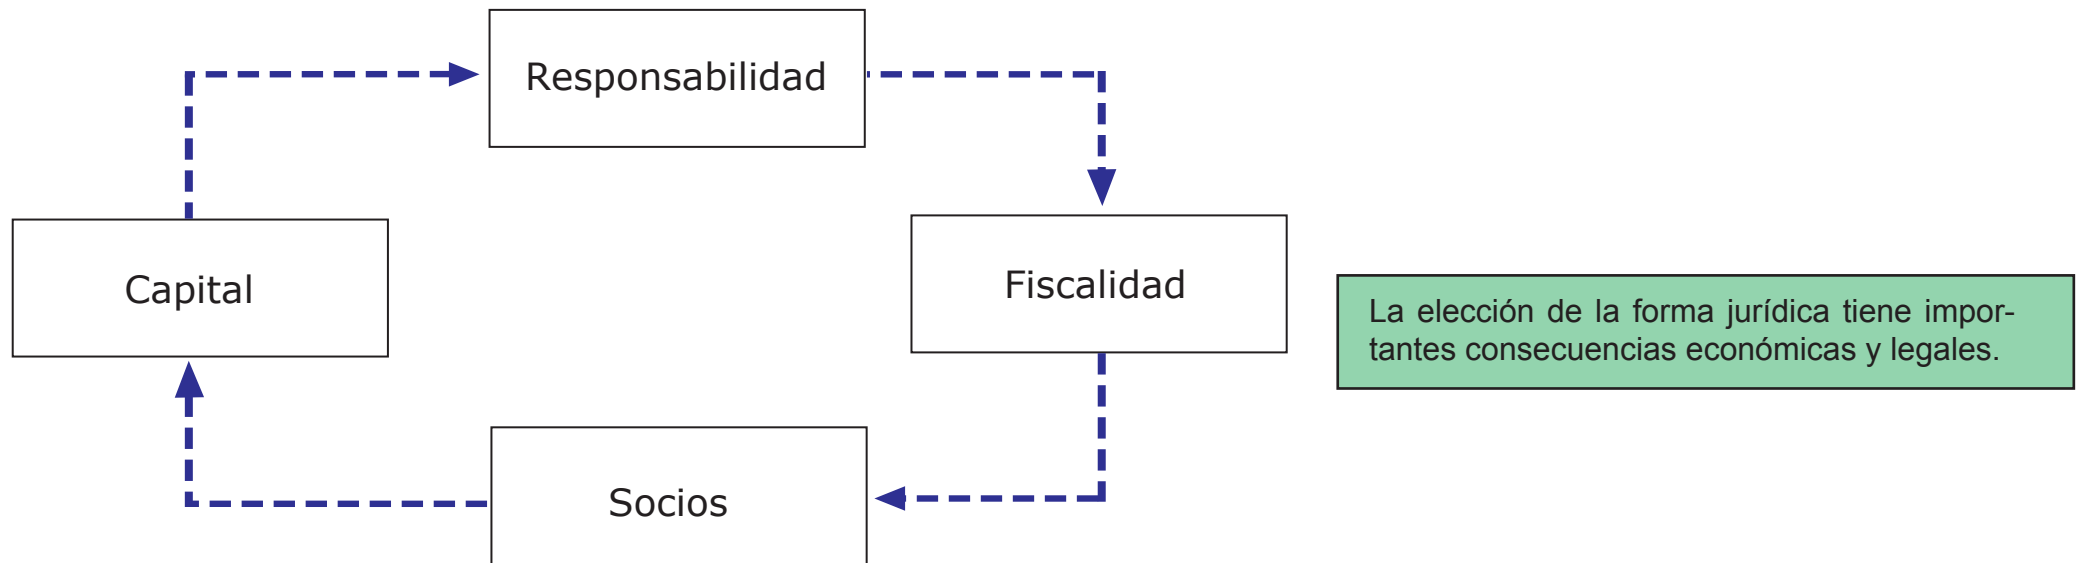 Responsabilidad
Capital
Fiscalidad
La elección de la forma jurídica tiene impor-
tantes consecuencias económicas y legales.
Socios